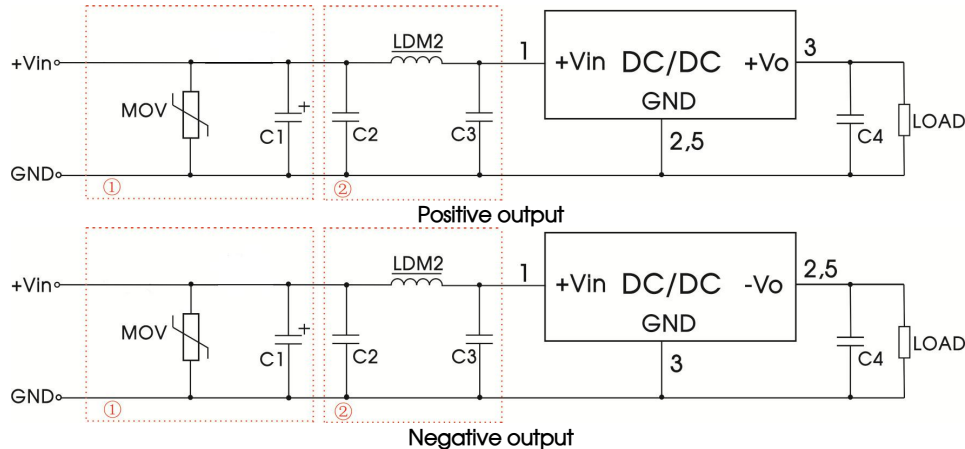 LDM2
1
3
+Vin
+Vin DC/DC +Vo
MOV
+
C1
C2
C3
GND
2,5
C4
LOAD
GND
①
②
Positive output
LDM2
1
2,5
+Vin
+Vin DC/DC -Vo
MOV
+
C1
C2
C3
GND
3
C4
LOAD
GND
①
②
Negative output